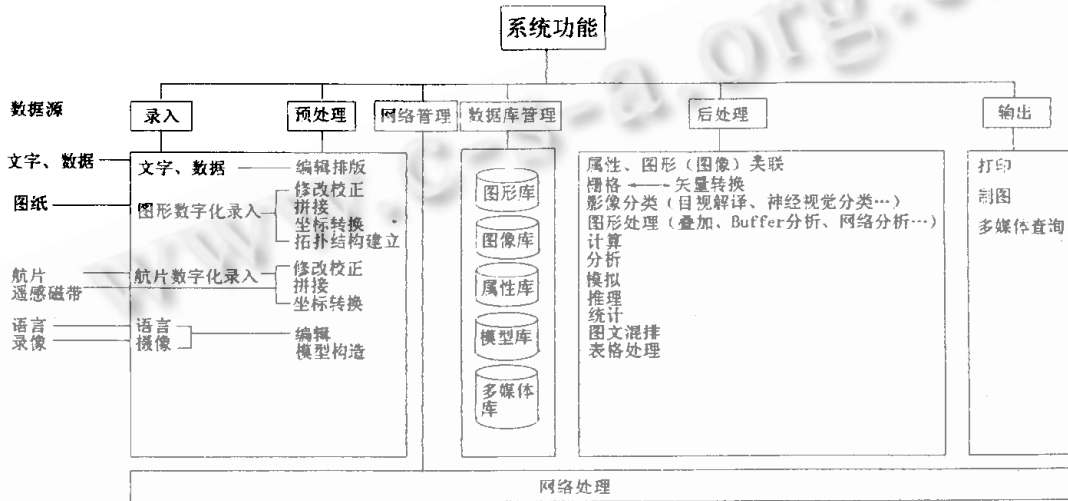 系统功能
数据源
录入
预处理
网络管理
数据库管理
后处理
输出
文字、数据
图纸
航片
遥感磁带
语言
录像
文字、数据
编辑排版
图形数字化录入
修改校正
拼接
坐标转换
拓扑结构建立
航片数字化录入
修改校正
拼接
坐标转换
语言
摄像
编辑
模型构造
图形库
图像库
属性库
模型库
多媒体
库
属性、图形（图像）关联
栅格 ←── 矢量转换
影像分类（目视解译、神经视觉分类…）
图形处理（叠加、Buffer分析、网络分析…）
计算
分析
模拟
推理
统计
图文混排
表格处理
打印
制图
多媒体查询
网络处理